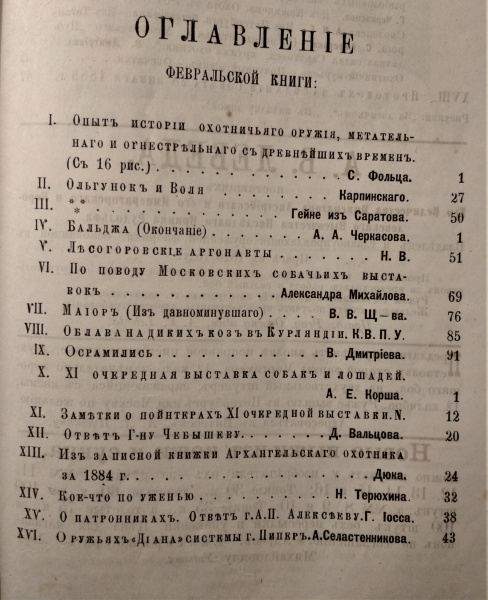 ОГЛАВЛЕНІЕ
ФЕВРАЛЬСКОЙ КНИГИ:
I. Опытъ исторіи охотничьяго оружія, метатель-
наго и огнестрѣльнаго съ древнѣйшихъ временъ.
(Съ 16 рис.) . . . . . . . . . С. Фольца. 1
II. Ольгунокъ и Воля . . . . . . . Карпинскаго. 27
III. *** . . . . . . . . . . . Гейне изъ Саратова. 50
IV. Бальджа (Окончаніе) . . . . . А. А. Черкасова. 1
V. Лѣсогоровскіе аргонавты . . . . . . Н. В. 51
VI. По поводу Московскихъ собачьих выста-
вокъ . . . . . . . . . . Александра Михайлова. 69
VII. Маіоръ (Изъ давноминувшаго) . . . В. В. Щ—ва. 76
VIII. Облава на дикихъ козъ въ Курляндіи. К. В. П. У. 85
IX. Осрамились . . . . . . . . . В. Дмитріева. 91
X. XI очередная выставка собакъ и лошадей.
А. Е. Корша. 1
XI. Замѣтки о пойнтерахъ XI очередной выставки. N. 12
XII. Отвѣтъ Г-ну Чебышеву. . . . . Д. Вальцова. 20
XIII. Изъ записной книжки Архангельскаго охотника
за 1884 г. . . . . . . . . . . . . Дюка. 24
XIV. Кое-что по уженью . . . . . . . Н. Терюхина. 32
XV. О патронникахъ. Отвѣтъ г. А. П. Алексѣеву. Г. Іосса. 38
XVI. О ружьяхъ «Діана» системы г. Пиперъ. А. Селастенникова. 43